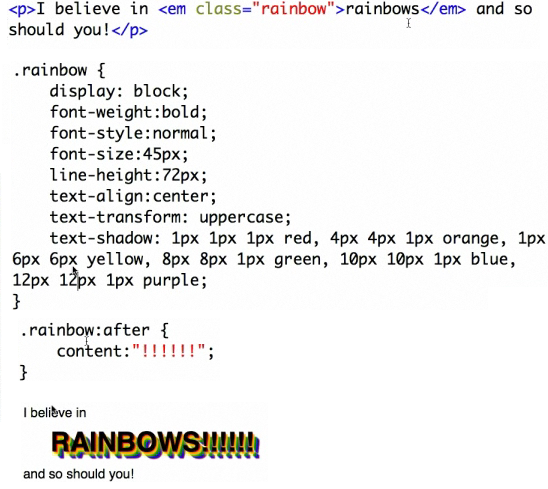 <p>I believe in <em class="rainbow">rainbows</em> and so
should you!</p>
.rainbow {
display: block;
font-weight:bold;
font-style:normal;
font-size:45px;
line-height:72px;
text-align:center;
text-transform: uppercase;
text-shadow: 1px 1px 1px red, 4px 4px 1px orange, 1px
6px 6px yellow, 8px 8px 1px green, 10px 10px 1px blue,
12px 12px 1px purple;
}
.rainbow:after {
content:"!!!!!!";
}
I believe in
RAINBOWS!!!!!!
and so should you!